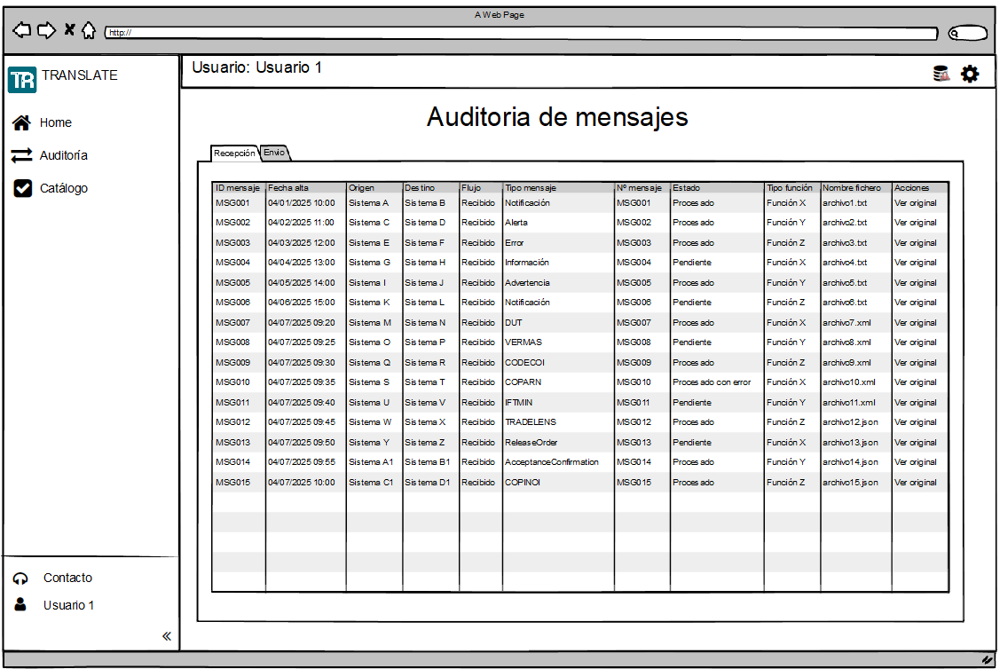 A Web Page
http://
TR TRANSLATE
Usuario: Usuario 1
Home
Auditoría
Catálogo
Auditoria de mensajes
Recepción Envio
ID mensaje Fecha alta Origen Destino Flujo Tipo mensaje Nº mensaje Estado Tipo función Nombre fichero Acciones
MSG001 04/01/2025 10:00 Sistema A Sistema B Recibido Notificación MSG001 Procesado Función X archivo1.txt Ver original
MSG002 04/02/2025 11:00 Sistema C Sistema D Recibido Alerta MSG002 Procesado Función Y archivo2.txt Ver original
MSG003 04/03/2025 12:00 Sistema E Sistema F Recibido Error MSG003 Procesado Función Z archivo3.txt Ver original
MSG004 04/04/2025 13:00 Sistema G Sistema H Recibido Información MSG004 Pendiente Función X archivo4.txt Ver original
MSG005 04/05/2025 14:00 Sistema I Sistema J Recibido Advertencia MSG005 Procesado Función Y archivo5.txt Ver original
MSG006 04/06/2025 15:00 Sistema K Sistema L Recibido Notificación MSG006 Pendiente Función Z archivo6.txt Ver original
MSG007 04/07/2025 09:20 Sistema M Sistema N Recibido DUT MSG007 Procesado Función X archivo7.xml Ver original
MSG008 04/07/2025 09:25 Sistema O Sistema P Recibido VERMAS MSG008 Pendiente Función Y archivo8.xml Ver original
MSG009 04/07/2025 09:30 Sistema Q Sistema R Recibido CODECOI MSG009 Procesado Función Z archivo9.xml Ver original
MSG010 04/07/2025 09:35 Sistema S Sistema T Recibido COPARN MSG010 Procesado con error Función X archivo10.xml Ver original
MSG011 04/07/2025 09:40 Sistema U Sistema V Recibido IFTMIN MSG011 Pendiente Función Y archivo11.xml Ver original
MSG012 04/07/2025 09:45 Sistema W Sistema X Recibido TRADELENS MSG012 Procesado Función Z archivo12.json Ver original
MSG013 04/07/2025 09:50 Sistema Y Sistema Z Recibido ReleaseOrder MSG013 Pendiente Función X archivo13.json Ver original
MSG014 04/07/2025 09:55 Sistema A1 Sistema B1 Recibido AcceptanceConfirmation MSG014 Procesado Función Y archivo14.json Ver original
MSG015 04/07/2025 10:00 Sistema C1 Sistema D1 Recibido COPINOI MSG015 Procesado Función Z archivo15.json Ver original
Contacto
Usuario 1